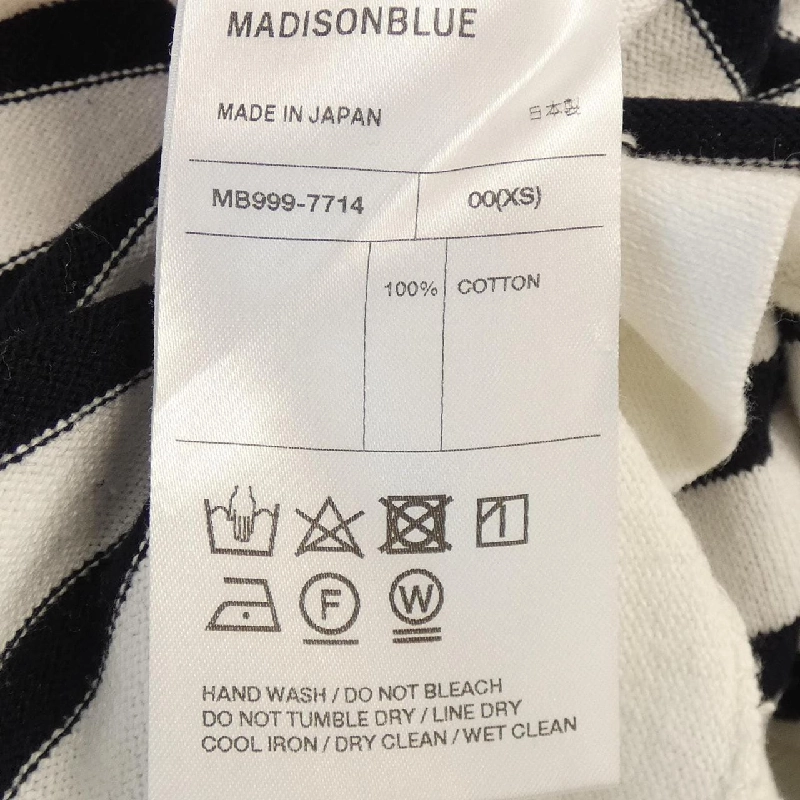 MADISONBLUE
MADE IN JAPAN 日本製
MB999-7714 00(XS)
100% COTTON
F W
HAND WASH / DO NOT BLEACH
DO NOT TUMBLE DRY / LINE DRY
COOL IRON / DRY CLEAN / WET CLEAN